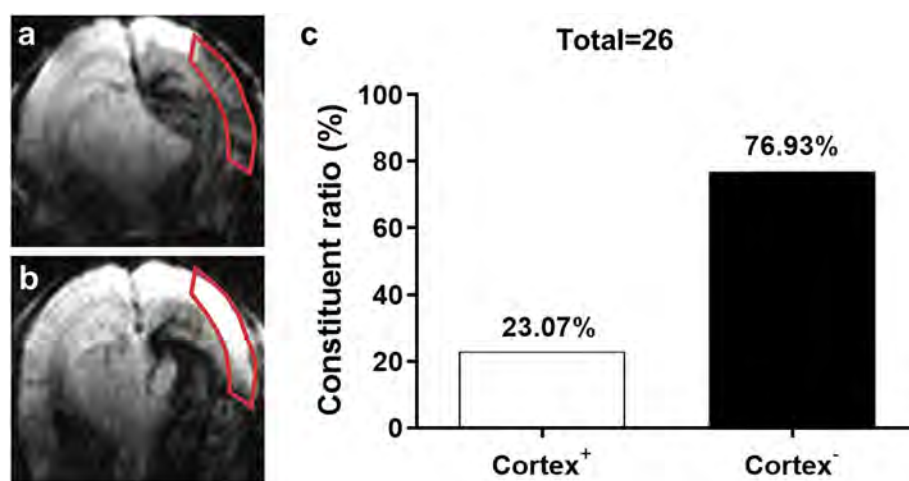 a
b
c
Total=26
Constituent ratio (%)
100
80
60
40
20
0
23.07%
76.93%
Cortex⁺
Cortex⁻